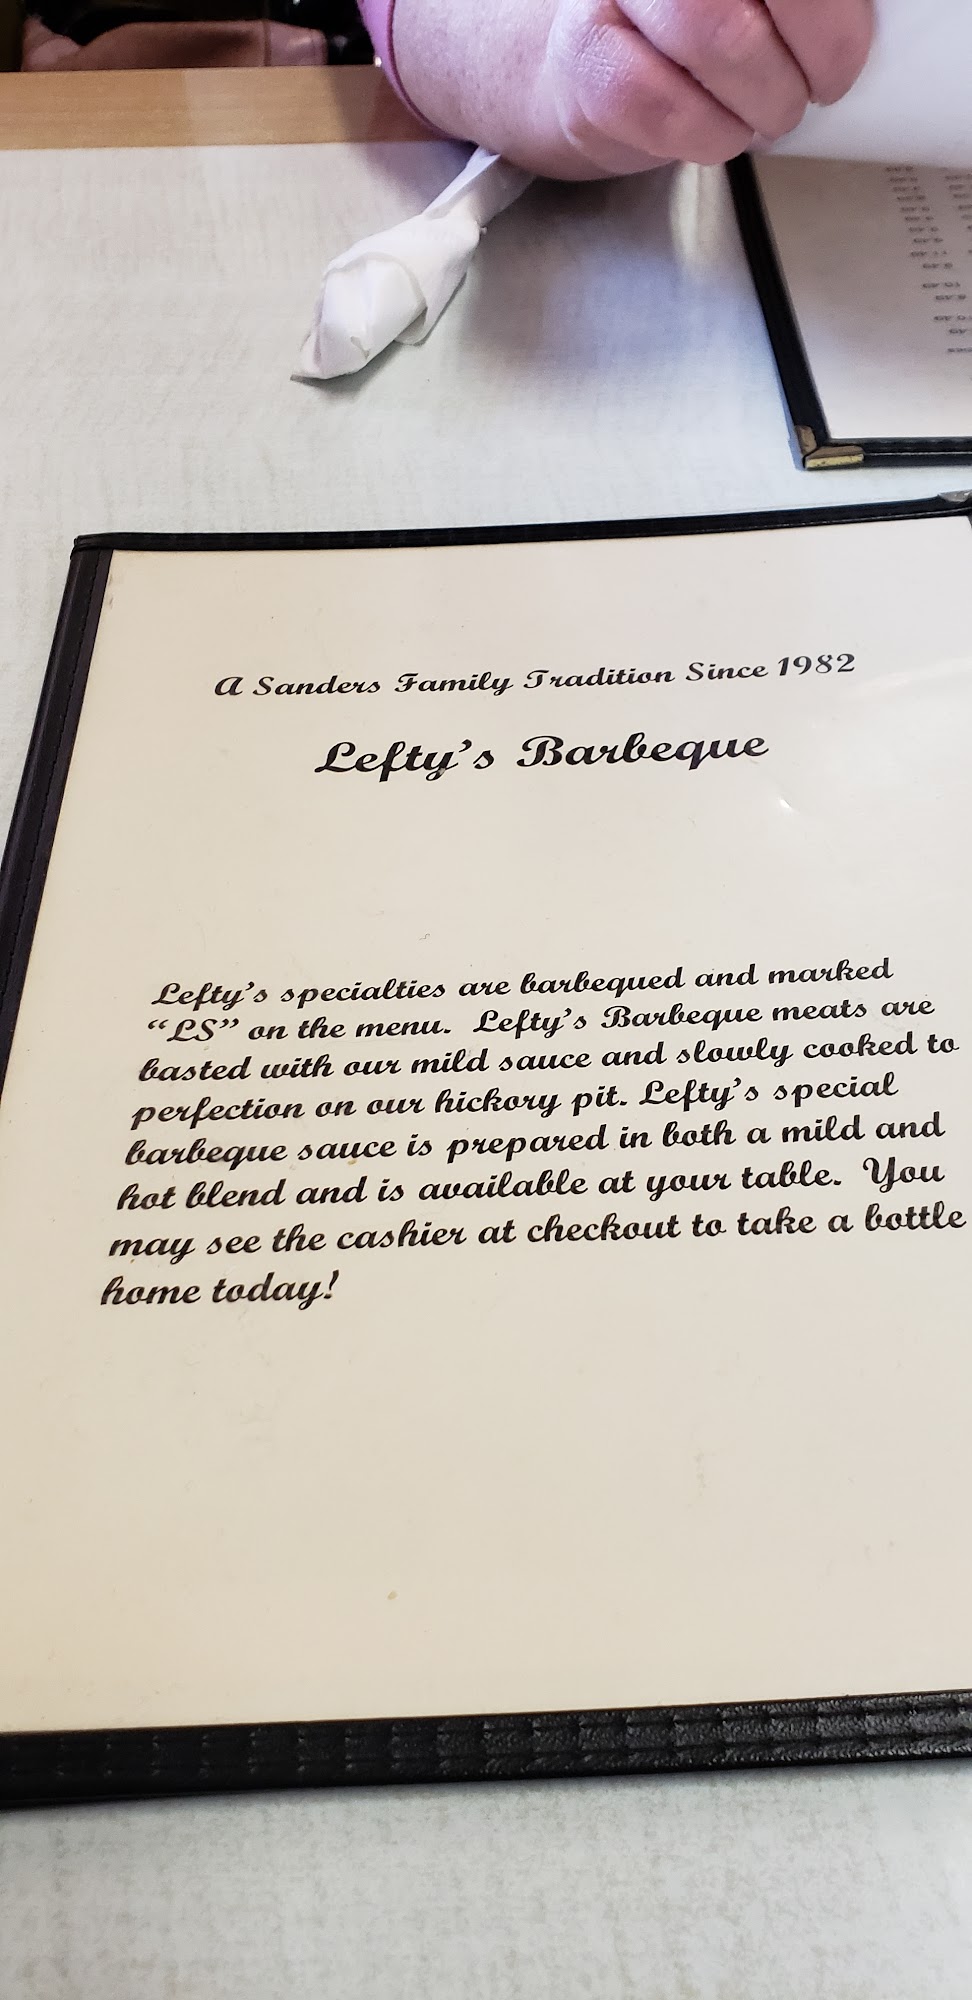 A Sanders Family Tradition Since 1982
Lefty's Barbeque
Lefty's specialties are barbequed and marked
"LS" on the menu. Lefty's Barbeque meats are
basted with our mild sauce and slowly cooked to
perfection on our hickory pit. Lefty's special
barbeque sauce is prepared in both a mild and
hot blend and is available at your table. You
may see the cashier at checkout to take a bottle
home today!